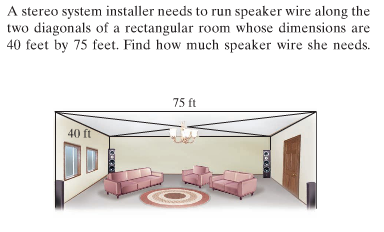 A stereo system installer needs to run speaker wire along the
two diagonals of a rectangular room whose dimensions are
40 feet by 75 feet. Find how much speaker wire she needs.
75 ft
40 ft